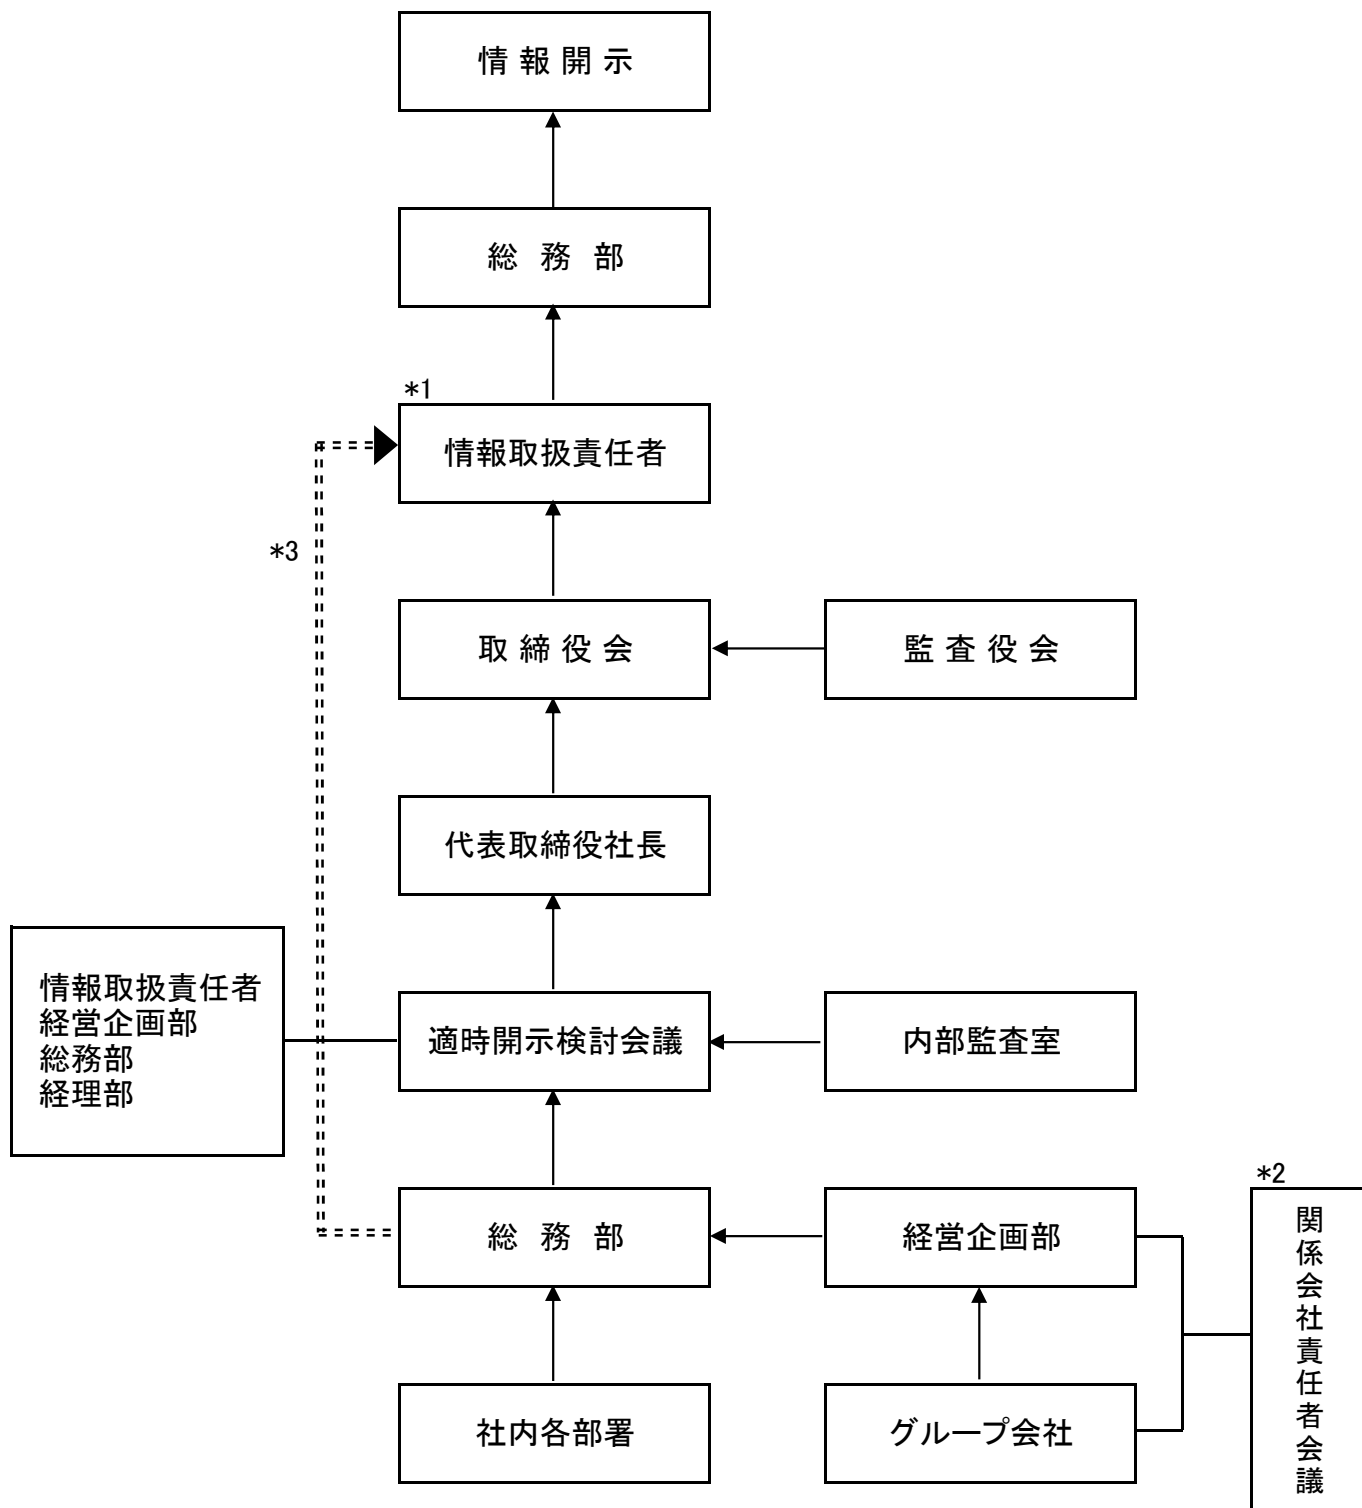 情 報 開 示
総 務 部
*1
情報取扱責任者
*3
取 締 役 会
監 査 役 会
代表取締役社長
情報取扱責任者
経営企画部
総務部
経理部
適時開示検討会議
内部監査室
*2
総 務 部
経営企画部
関係会社責任者会議
社内各部署
グループ会社